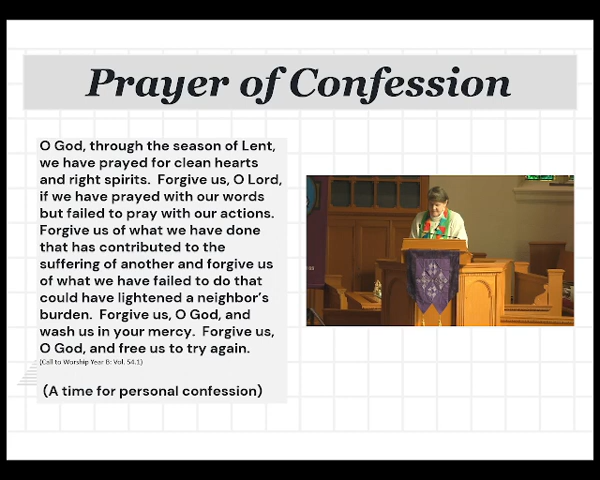 Prayer of Confession
O God, through the season of Lent,
we have prayed for clean hearts
and right spirits.  Forgive us, O Lord,
if we have prayed with our words
but failed to pray with our actions.
Forgive us of what we have done
that has contributed to the
suffering of another and forgive us
of what we have failed to do that
could have lightened a neighbor's
burden.  Forgive us, O God, and
wash us in your mercy.  Forgive us,
O God, and free us to try again.
(Call to Worship Year B: Vol. 54.1)
(A time for personal confession)